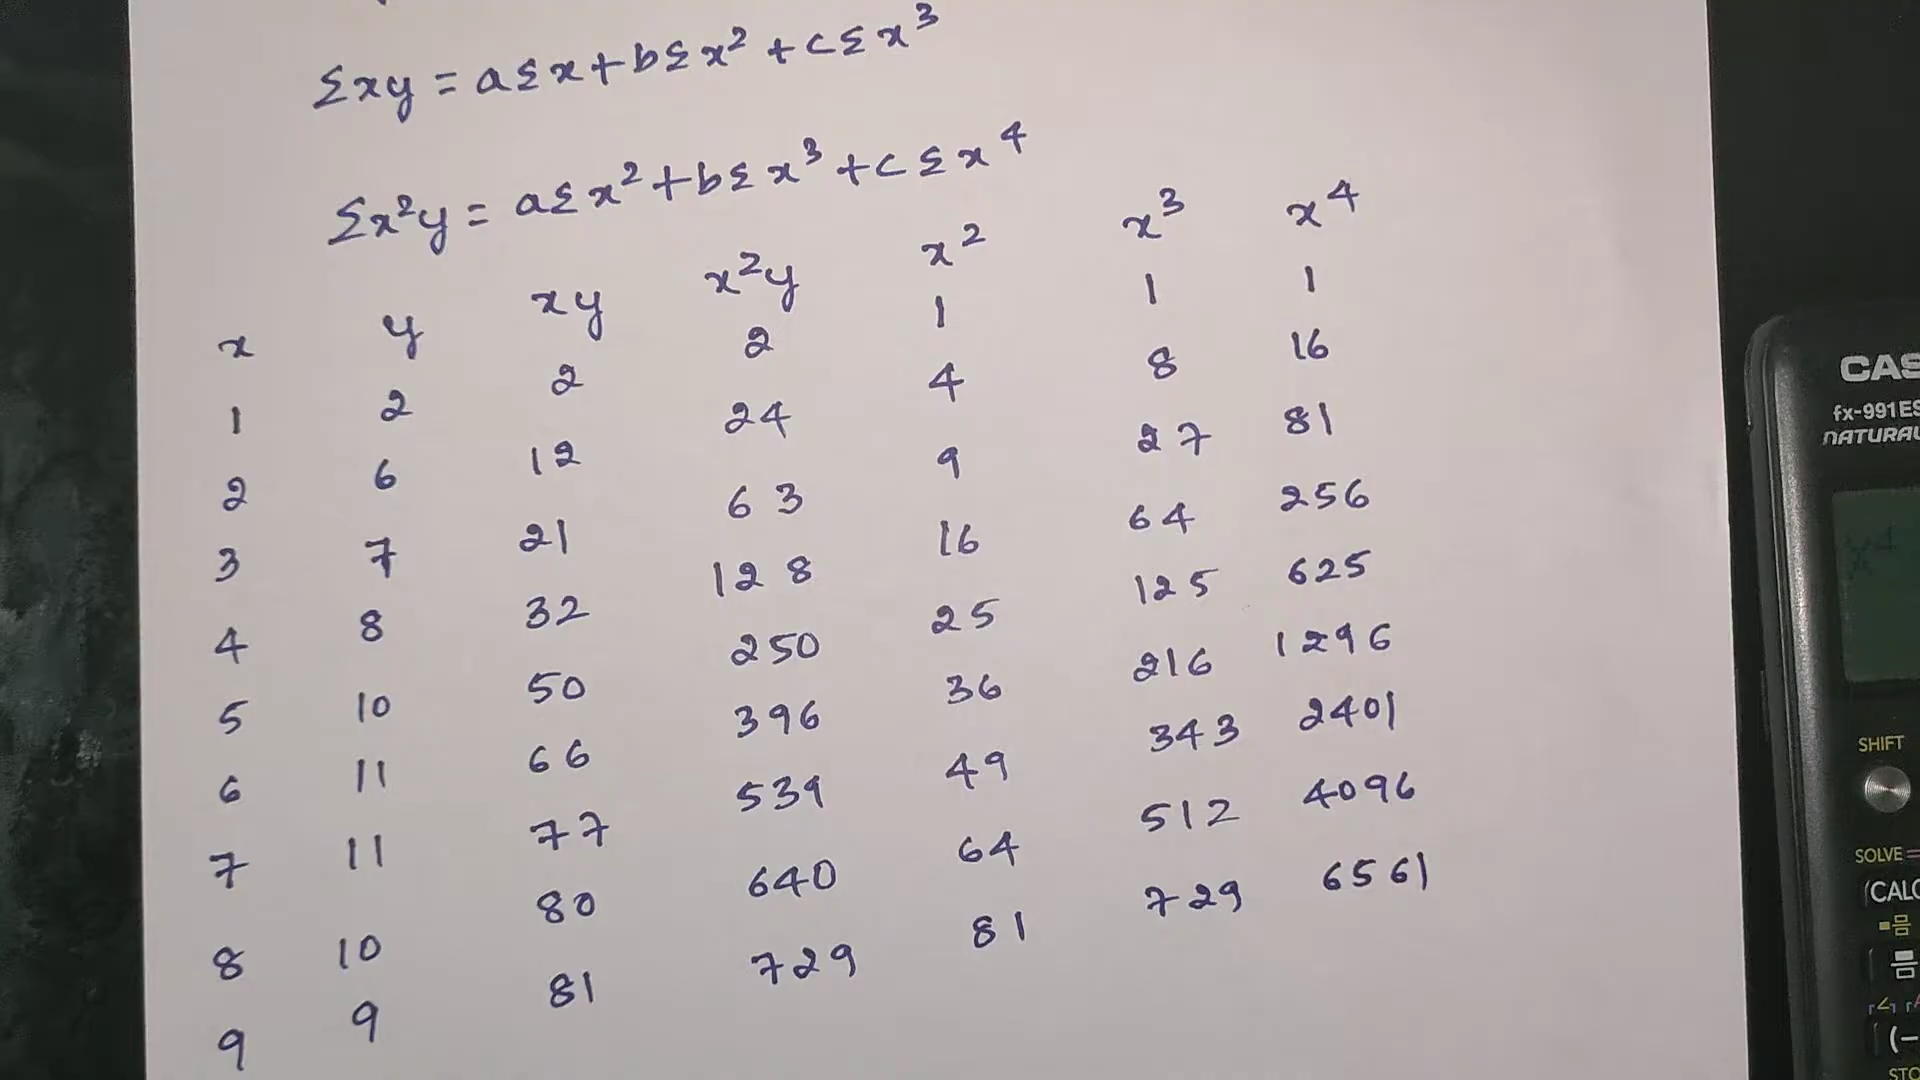 Σxy = aΣx+bΣx²+cΣx³
Σx²y = aΣx²+bΣx³+cΣx⁴
x y xy x²y x² x³ x⁴
1 2 2 2 1 1 1
2 6 12 24 4 8 16
3 7 21 63 9 27 81
4 8 32 128 16 64 256
5 10 50 250 25 125 625
6 11 66 396 36 216 1296
7 11 77 539 49 343 2401
8 10 80 640 64 512 4096
9 9 81 729 81 729 6561
CAS
fx-991ES
NATURAL
x⁴
SHIFT
SOLVE =
CALC
(-
STO